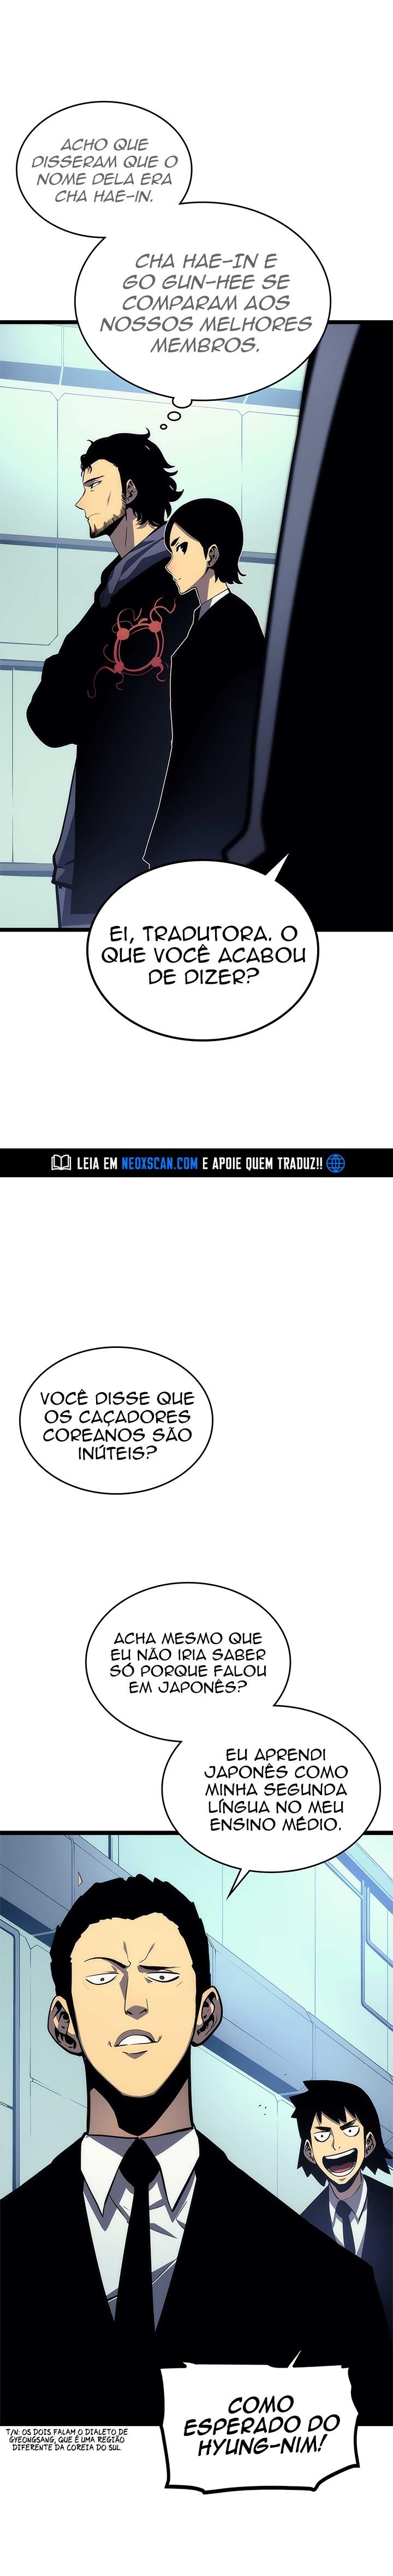 ACHO QUE
DISSERAM QUE O
NOME DELA ERA
CHA HAE-IN.
CHA HAE-IN E
GO GUN-HEE SE
COMPARAM AOS
NOSSOS MELHORES
MEMBROS.
EI, TRADUTORA. O
QUE VOCÊ ACABOU
DE DIZER?
LEIA EM NEOXSCAN.COM E APOIE QUEM TRADUZ!!
VOCÊ DISSE QUE
OS CAÇADORES
COREANOS SÃO
INÚTEIS?
ACHA MESMO QUE
EU NÃO IRIA SABER
SÓ PORQUE FALOU
EM JAPONÊS?
EU APRENDI
JAPONÊS COMO
MINHA SEGUNDA
LÍNGUA NO MEU
ENSINO MÉDIO.
COMO
ESPERADO DO
HYUNG-NIM!
T/N: OS DOIS FALAM O DIALETO DE
GYEONGSANG, QUE É UMA REGIÃO
DIFERENTE DA COREIA DO SUL.